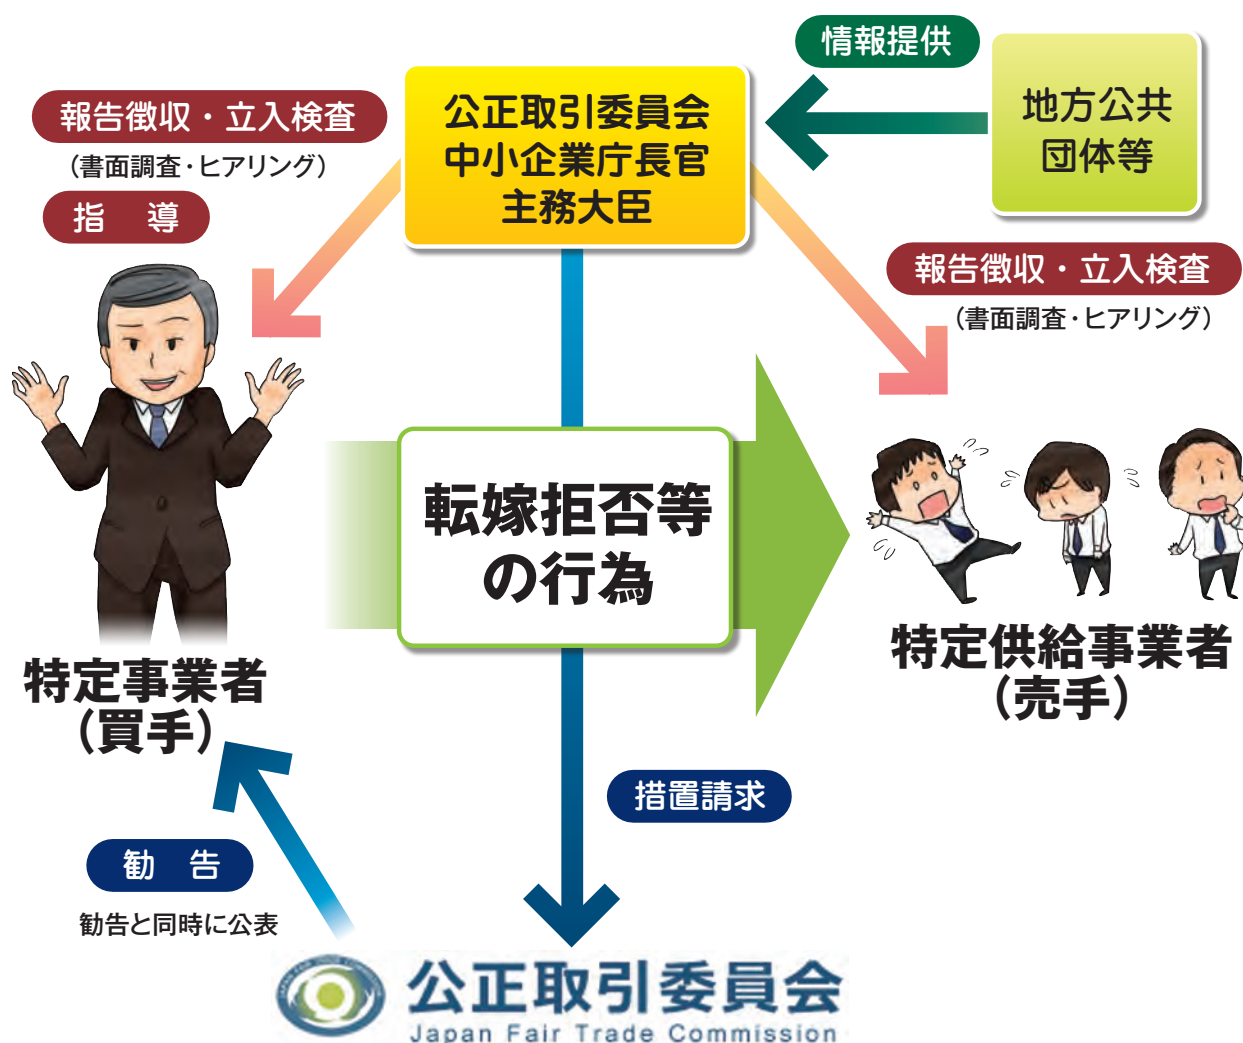 情報提供
地方公共
団体等
公正取引委員会
中小企業庁長官
主務大臣
報告徴収・立入検査
（書面調査・ヒアリング）
指 導
報告徴収・立入検査
（書面調査・ヒアリング）
転嫁拒否等
の行為
特定事業者
（買手）
特定供給事業者
（売手）
措置請求
勧 告
勧告と同時に公表
公正取引委員会
Japan Fair Trade Commission